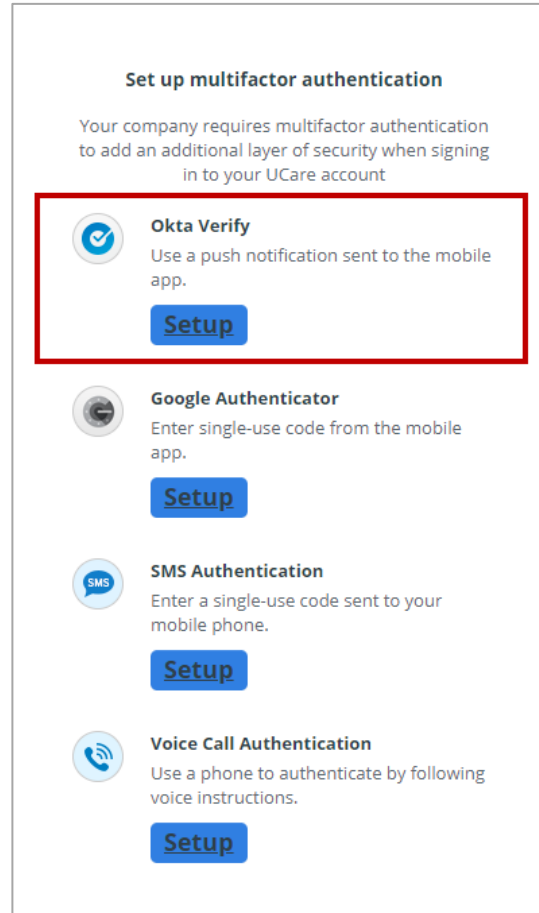 Set up multifactor authentication
Your company requires multifactor authentication
to add an additional layer of security when signing
in to your UCare account
Okta Verify
Use a push notification sent to the mobile
app.
Setup
Google Authenticator
Enter single-use code from the mobile
app.
Setup
SMS
SMS Authentication
Enter a single-use code sent to your
mobile phone.
Setup
Voice Call Authentication
Use a phone to authenticate by following
voice instructions.
Setup